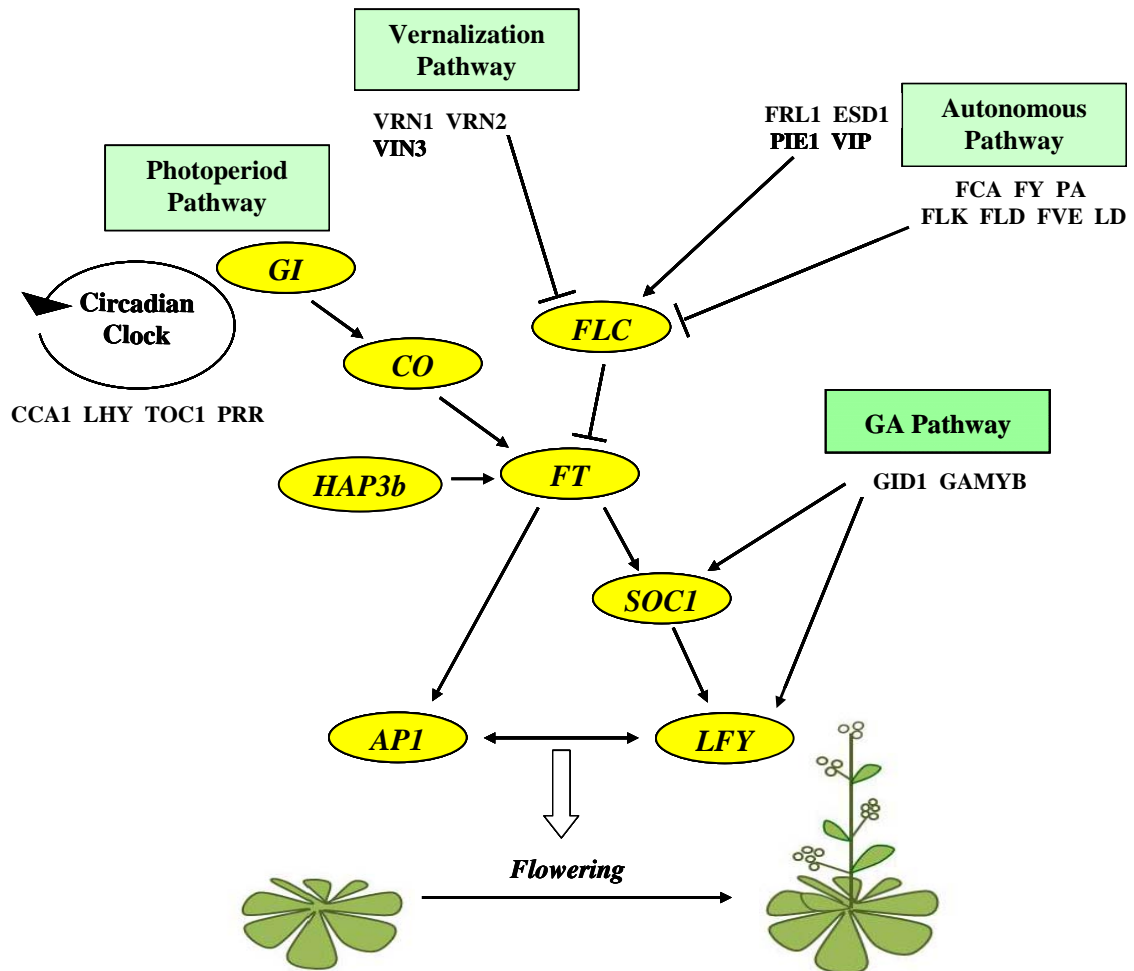 Vernalization
Pathway
VRN1 VRN2
VIN3
FRL1 ESD1
PIE1 VIP
Autonomous
Pathway
FCA FY PA
FLK FLD FVE LD
Photoperiod
Pathway
GI
Circadian
Clock
CCA1 LHY TOC1 PRR
CO
FLC
GA Pathway
GID1 GAMYB
HAP3b
FT
SOC1
AP1
LFY
Flowering